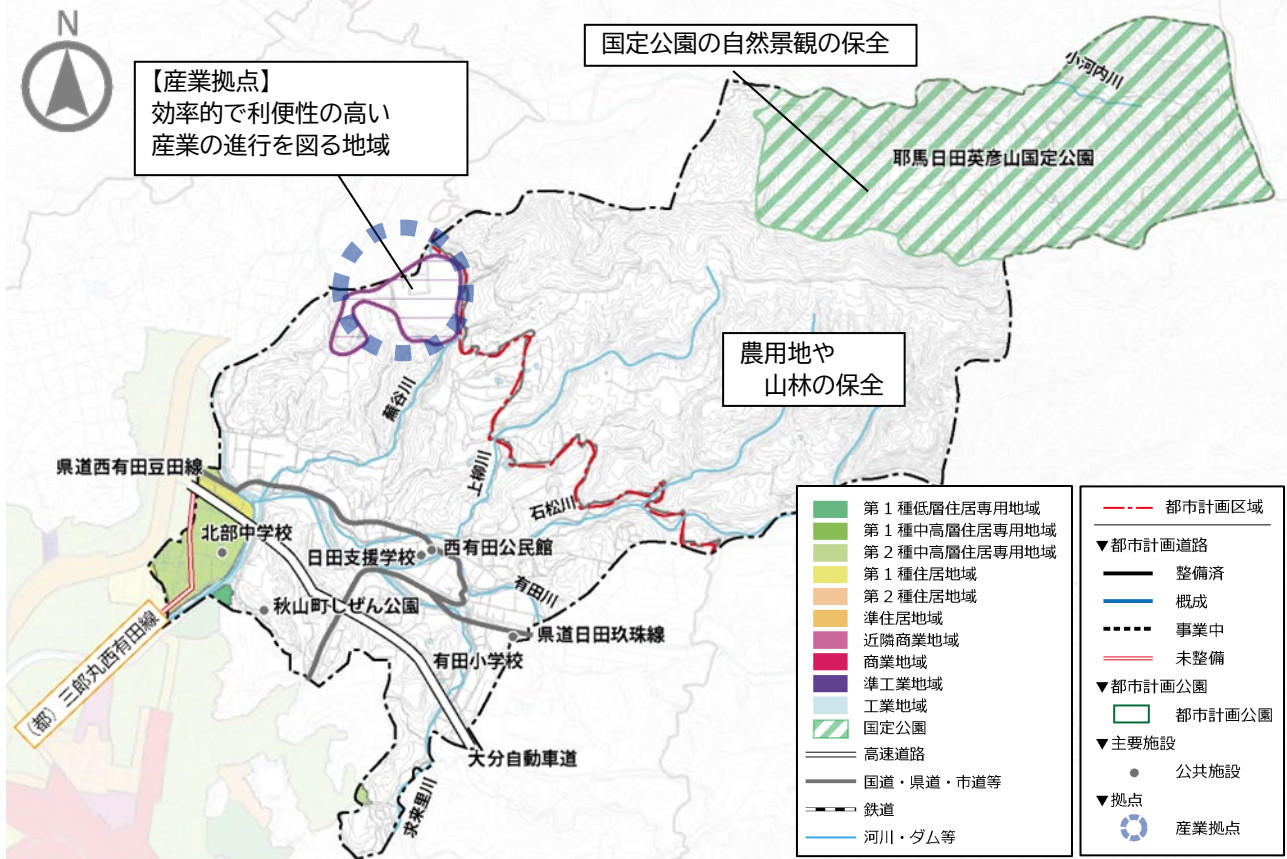 N
国定公園の自然景観の保全
【産業拠点】
効率的で利便性の高い
産業の進行を図る地域
小河内川
耶馬日田英彦山国定公園
農用地や
山林の保全
蕪谷川
上柳川
県道西有田豆田線
石松川
北部中学校
日田支援学校
西有田公民館
有田川
秋山町しぜん公園
県道日田玖珠線
有田小学校
(都)三郎丸西有田線
大分自動車道
求来里川
第1種低層住居専用地域
第1種中高層住居専用地域
第2種中高層住居専用地域
第1種住居地域
第2種住居地域
準住居地域
近隣商業地域
商業地域
準工業地域
工業地域
国定公園
高速道路
国道・県道・市道等
鉄道
河川・ダム等
都市計画区域
▼都市計画道路
整備済
概成
事業中
未整備
▼都市計画公園
都市計画公園
▼主要施設
公共施設
▼拠点
産業拠点